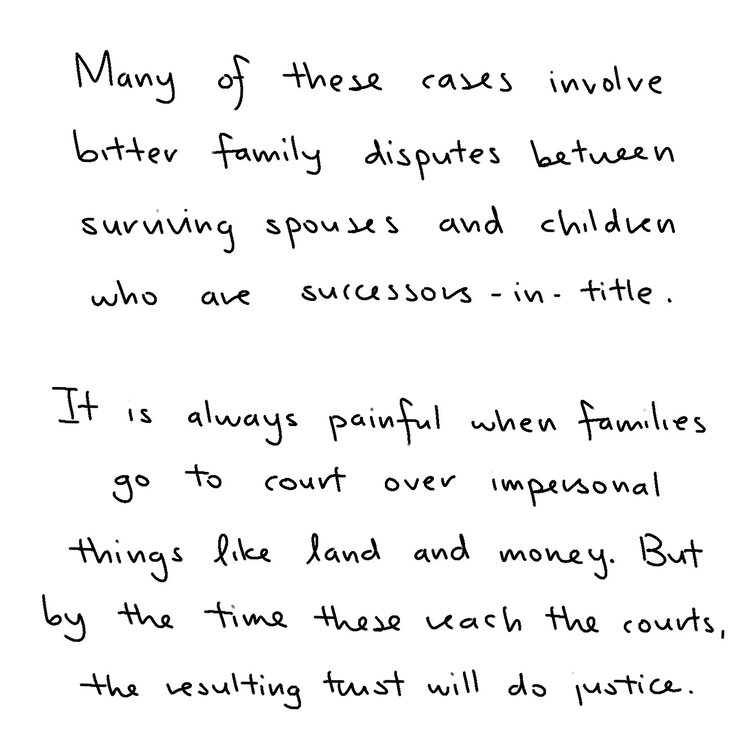 Many of these cases involve
bitter family disputes between
surviving spouses and children
who are successors-in-title.
It is always painful when families
go to court over impersonal
things like land and money. But
by the time these reach the courts,
the resulting trust will do justice.